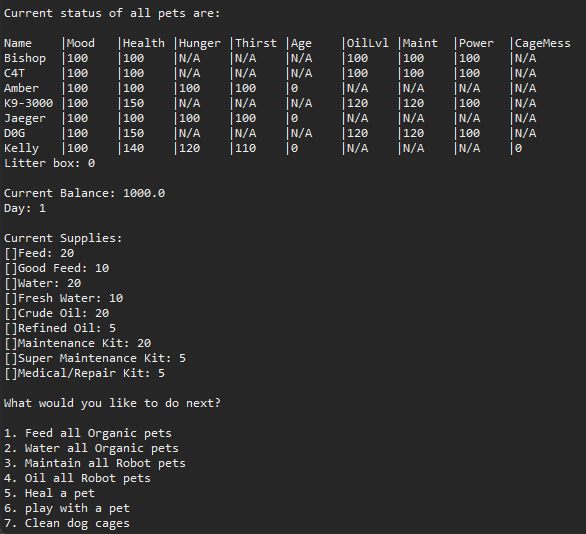 Current status of all pets are:
Name |Mood |Health |Hunger |Thirst |Age |OilLvl |Maint |Power |CageMess
Bishop |100 |100 |N/A |N/A |N/A |100 |100 |100 |N/A
C4T |100 |100 |N/A |N/A |N/A |100 |100 |100 |N/A
Amber |100 |100 |100 |100 |0 |N/A |N/A |N/A |N/A
K9-3000 |100 |150 |N/A |N/A |N/A |120 |120 |100 |N/A
Jaeger |100 |100 |100 |100 |0 |N/A |N/A |N/A |N/A
D0G |100 |150 |N/A |N/A |N/A |120 |120 |100 |N/A
Kelly |100 |140 |120 |110 |0 |N/A |N/A |N/A |0
Litter box: 0
Current Balance: 1000.0
Day: 1
Current Supplies:
[]Feed: 20
[]Good Feed: 10
[]Water: 20
[]Fresh Water: 10
[]Crude Oil: 20
[]Refined Oil: 5
[]Maintenance Kit: 20
[]Super Maintenance Kit: 5
[]Medical/Repair Kit: 5
What would you like to do next?
1. Feed all Organic pets
2. Water all Organic pets
3. Maintain all Robot pets
4. Oil all Robot pets
5. Heal a pet
6. play with a pet
7. Clean dog cages